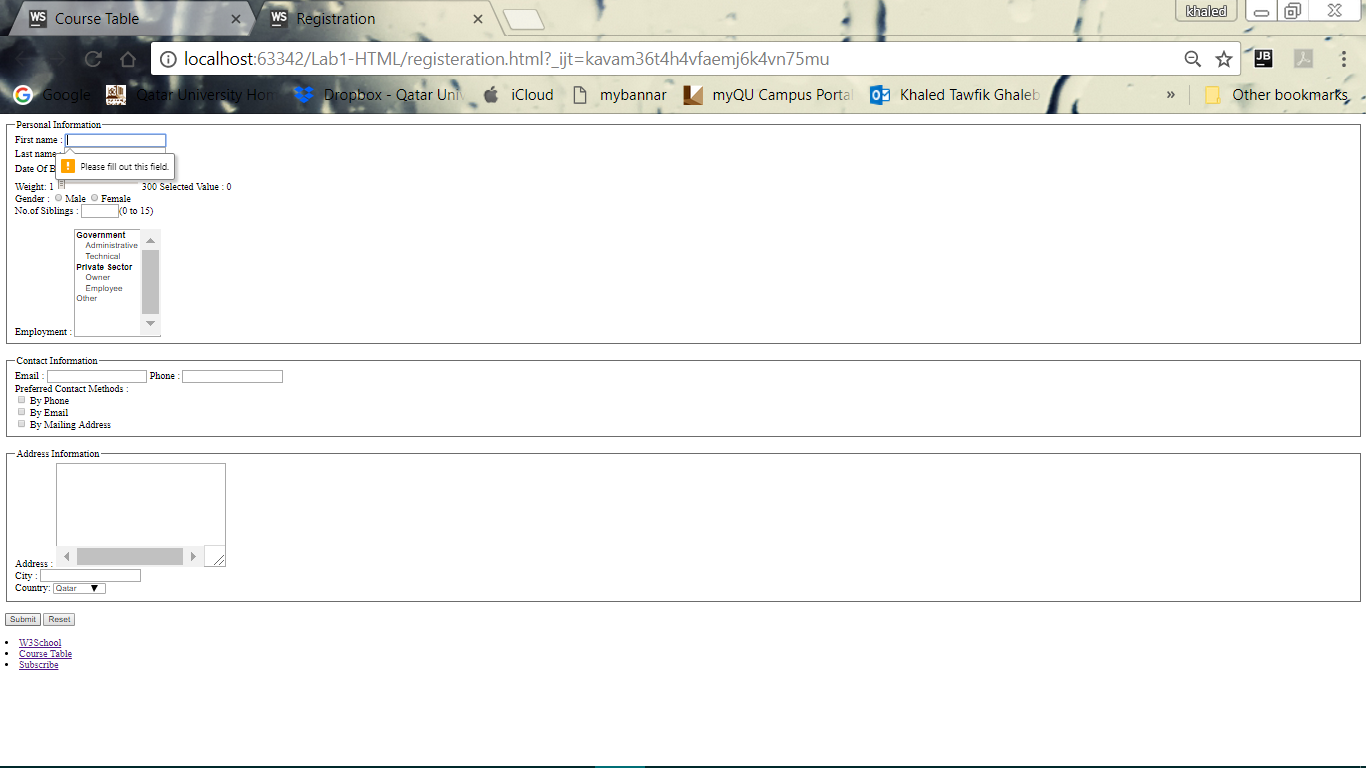 WS Course Table
WS Registration
khaled
localhost:63342/Lab1-HTML/registeration.html?_ijt=kavam36t4h4vfaemj6k4vn75mu
JB
G Google
Qatar University Hom
Dropbox - Qatar Univ
iCloud
mybannar
myQU Campus Portal
Khaled Tawfik Ghaleb
»
Other bookmarks
Personal Information
First name :
Last name :
Please fill out this field.
Date Of B
Weight: 1 300 Selected Value : 0
Gender : Male Female
No.of Siblings : (0 to 15)
Government
Administrative
Technical
Private Sector
Owner
Employee
Other
Employment :
Contact Information
Email : Phone :
Preferred Contact Methods :
By Phone
By Email
By Mailing Address
Address Information
Address :
City :
Country: Qatar
Submit Reset
W3School
Course Table
Subscribe